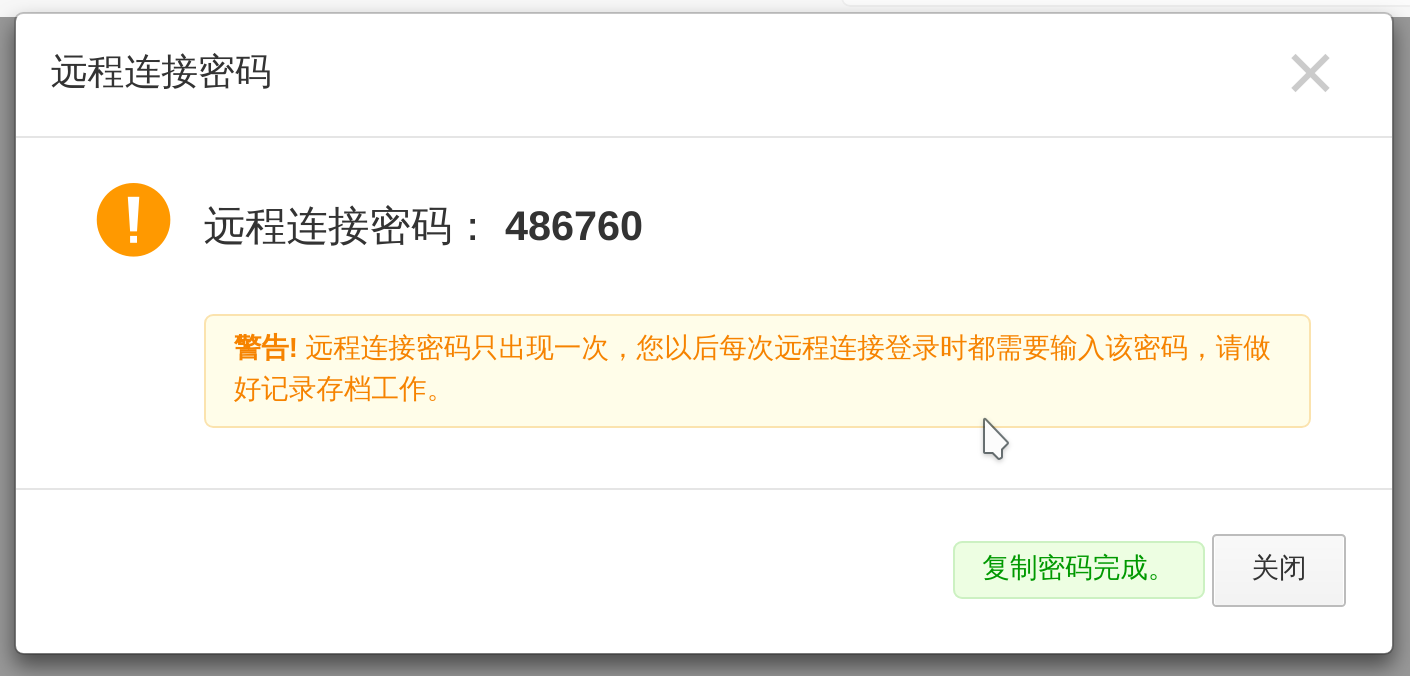 远程连接密码
远程连接密码： 486760
警告! 远程连接密码只出现一次，您以后每次远程连接登录时都需要输入该密码，请做
好记录存档工作。
复制密码完成。
关闭